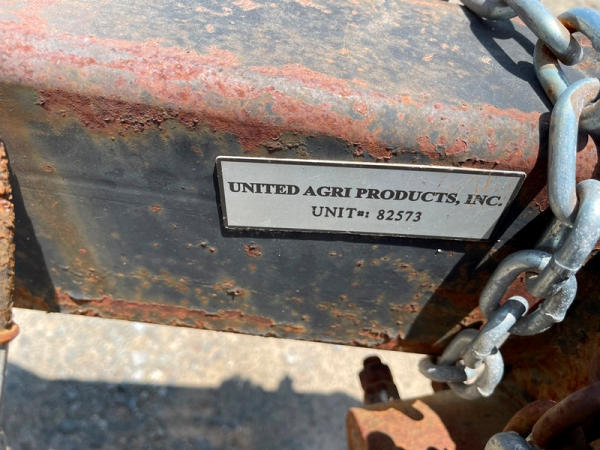 UNITED AGRI PRODUCTS, INC.
UNIT#: 82573